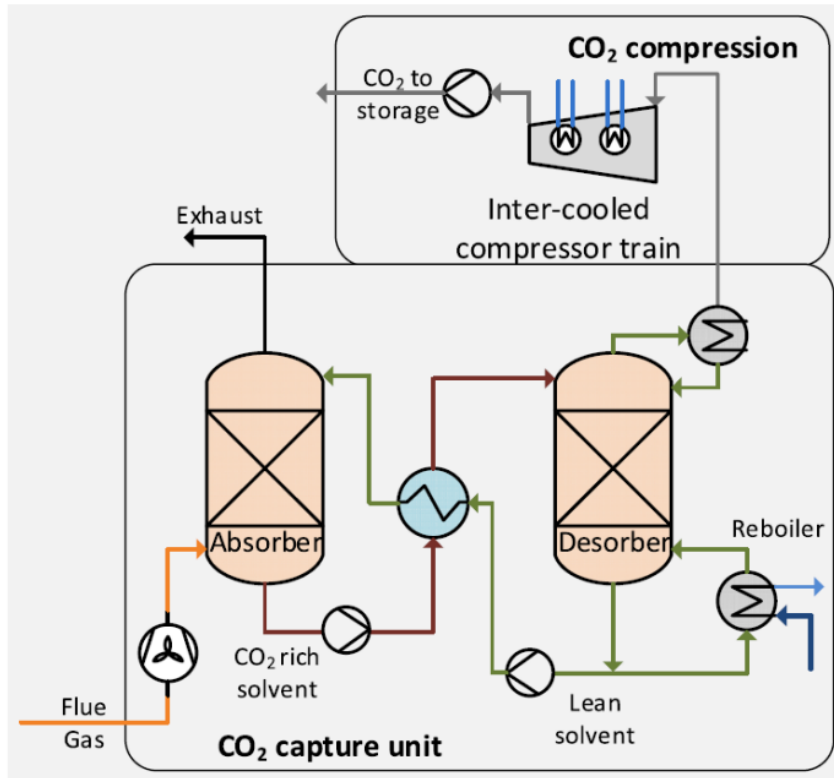 CO₂ compression
CO₂ to
storage
Inter-cooled
compressor train
Exhaust
Absorber
Desorber
Reboiler
CO₂ rich
solvent
Lean
solvent
Flue
Gas
CO₂ capture unit